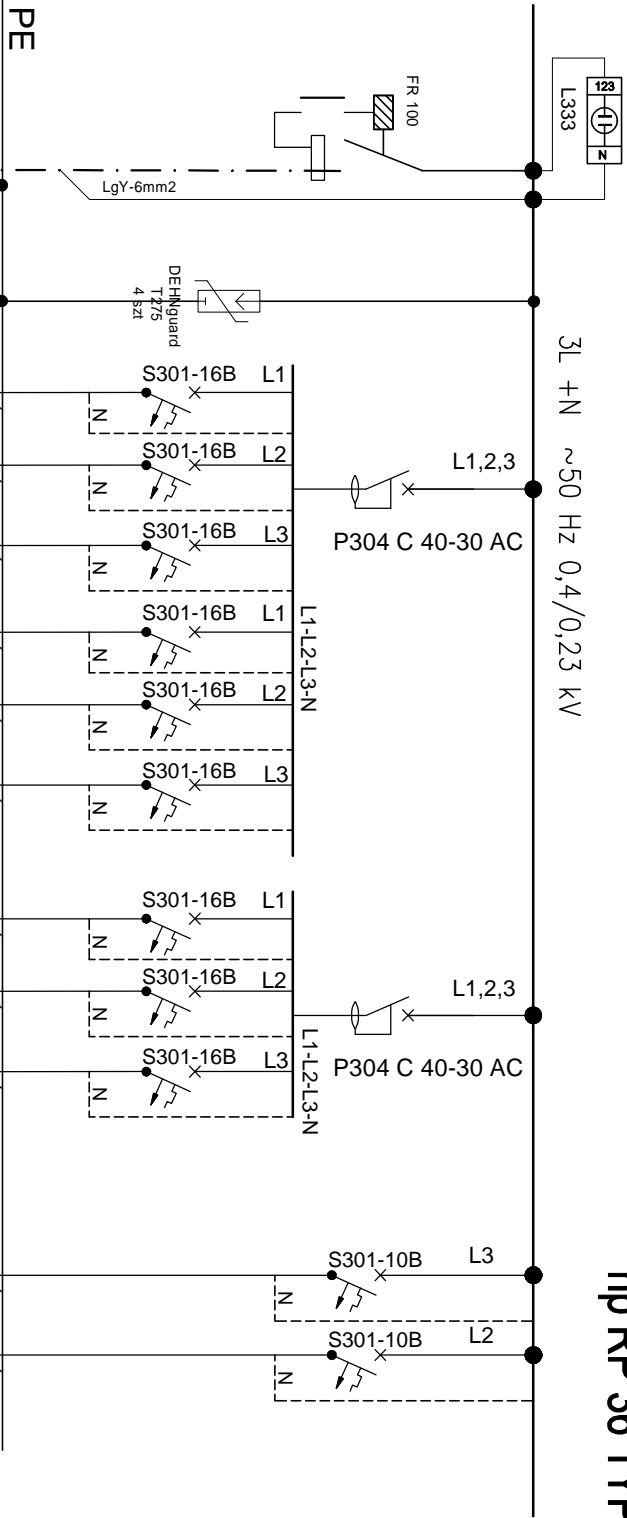 PE
123
N
L333
FR 100
LgY-6mm2
DEHNguard
T275
4 szt
3L +N ~50 Hz 0,4/0,23 kV
L1,2,3
P304 C 40-30 AC
L1-L2-L3-N
S301-16B L1
N
S301-16B L2
N
S301-16B L3
N
S301-16B L1
N
S301-16B L2
N
S301-16B L3
N
L1,2,3
P304 C 40-30 AC
L1-L2-L3-N
S301-16B L1
N
S301-16B L2
N
S301-16B L3
N
S301-10B L3
N
S301-10B L2
N
RP 36 TYP